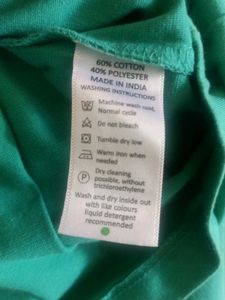 60% COTTON
40% POLYESTER
MADE IN INDIA
WASHING INSTRUCTIONS
Machine wash cold,
Normal cycle
Do not bleach
Tumble dry low
Warm iron when
needed
P
Dry cleaning
possible, without
trichloroethylene
Wash and dry inside out
with like colours
liquid detergent
recommended